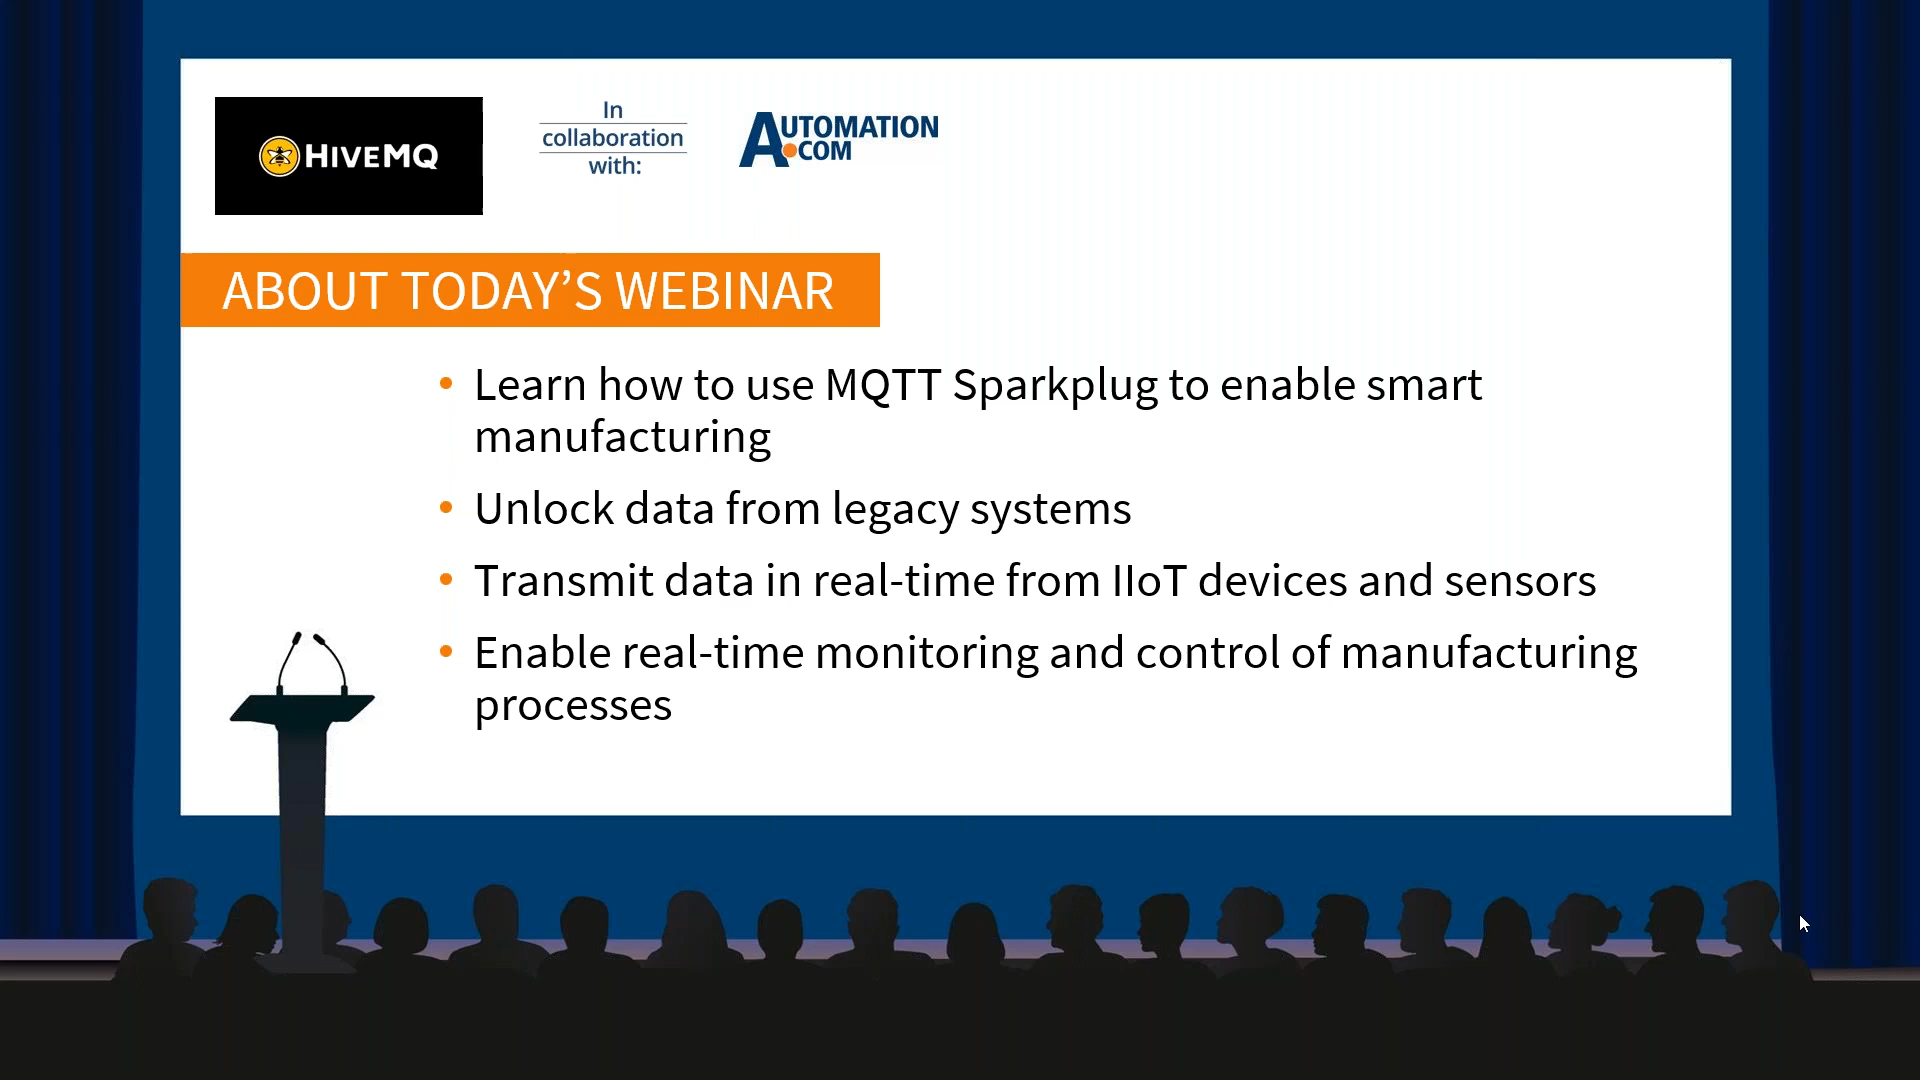 HIVEMQ
In
collaboration
with:
AUTOMATION
.COM
ABOUT TODAY’S WEBINAR
• Learn how to use MQTT Sparkplug to enable smart
manufacturing
• Unlock data from legacy systems
• Transmit data in real-time from IIoT devices and sensors
• Enable real-time monitoring and control of manufacturing
processes